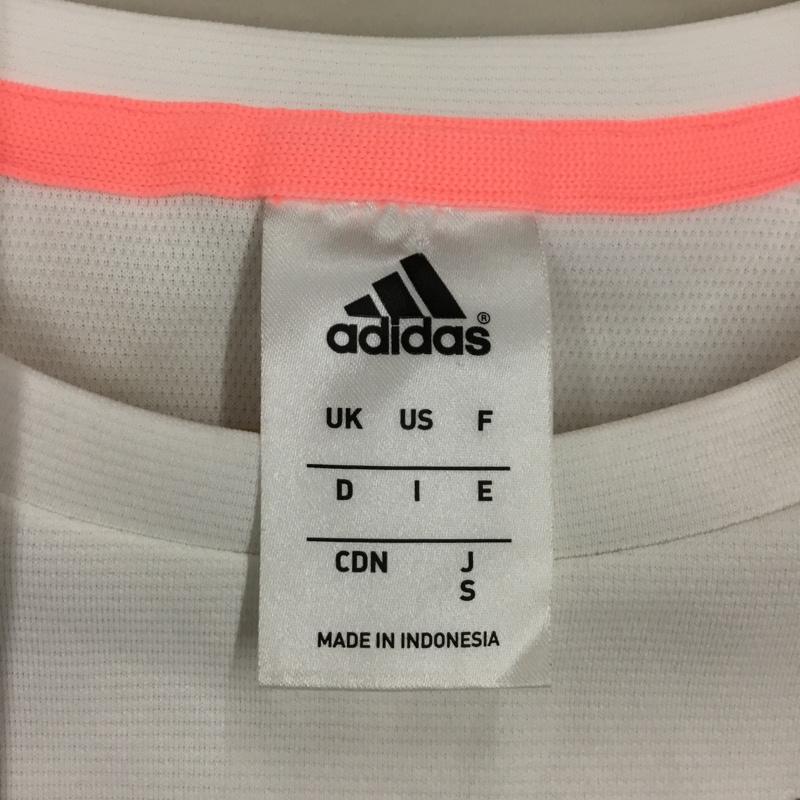 adidas®
UK US F
D I E
CDN J
S
MADE IN INDONESIA